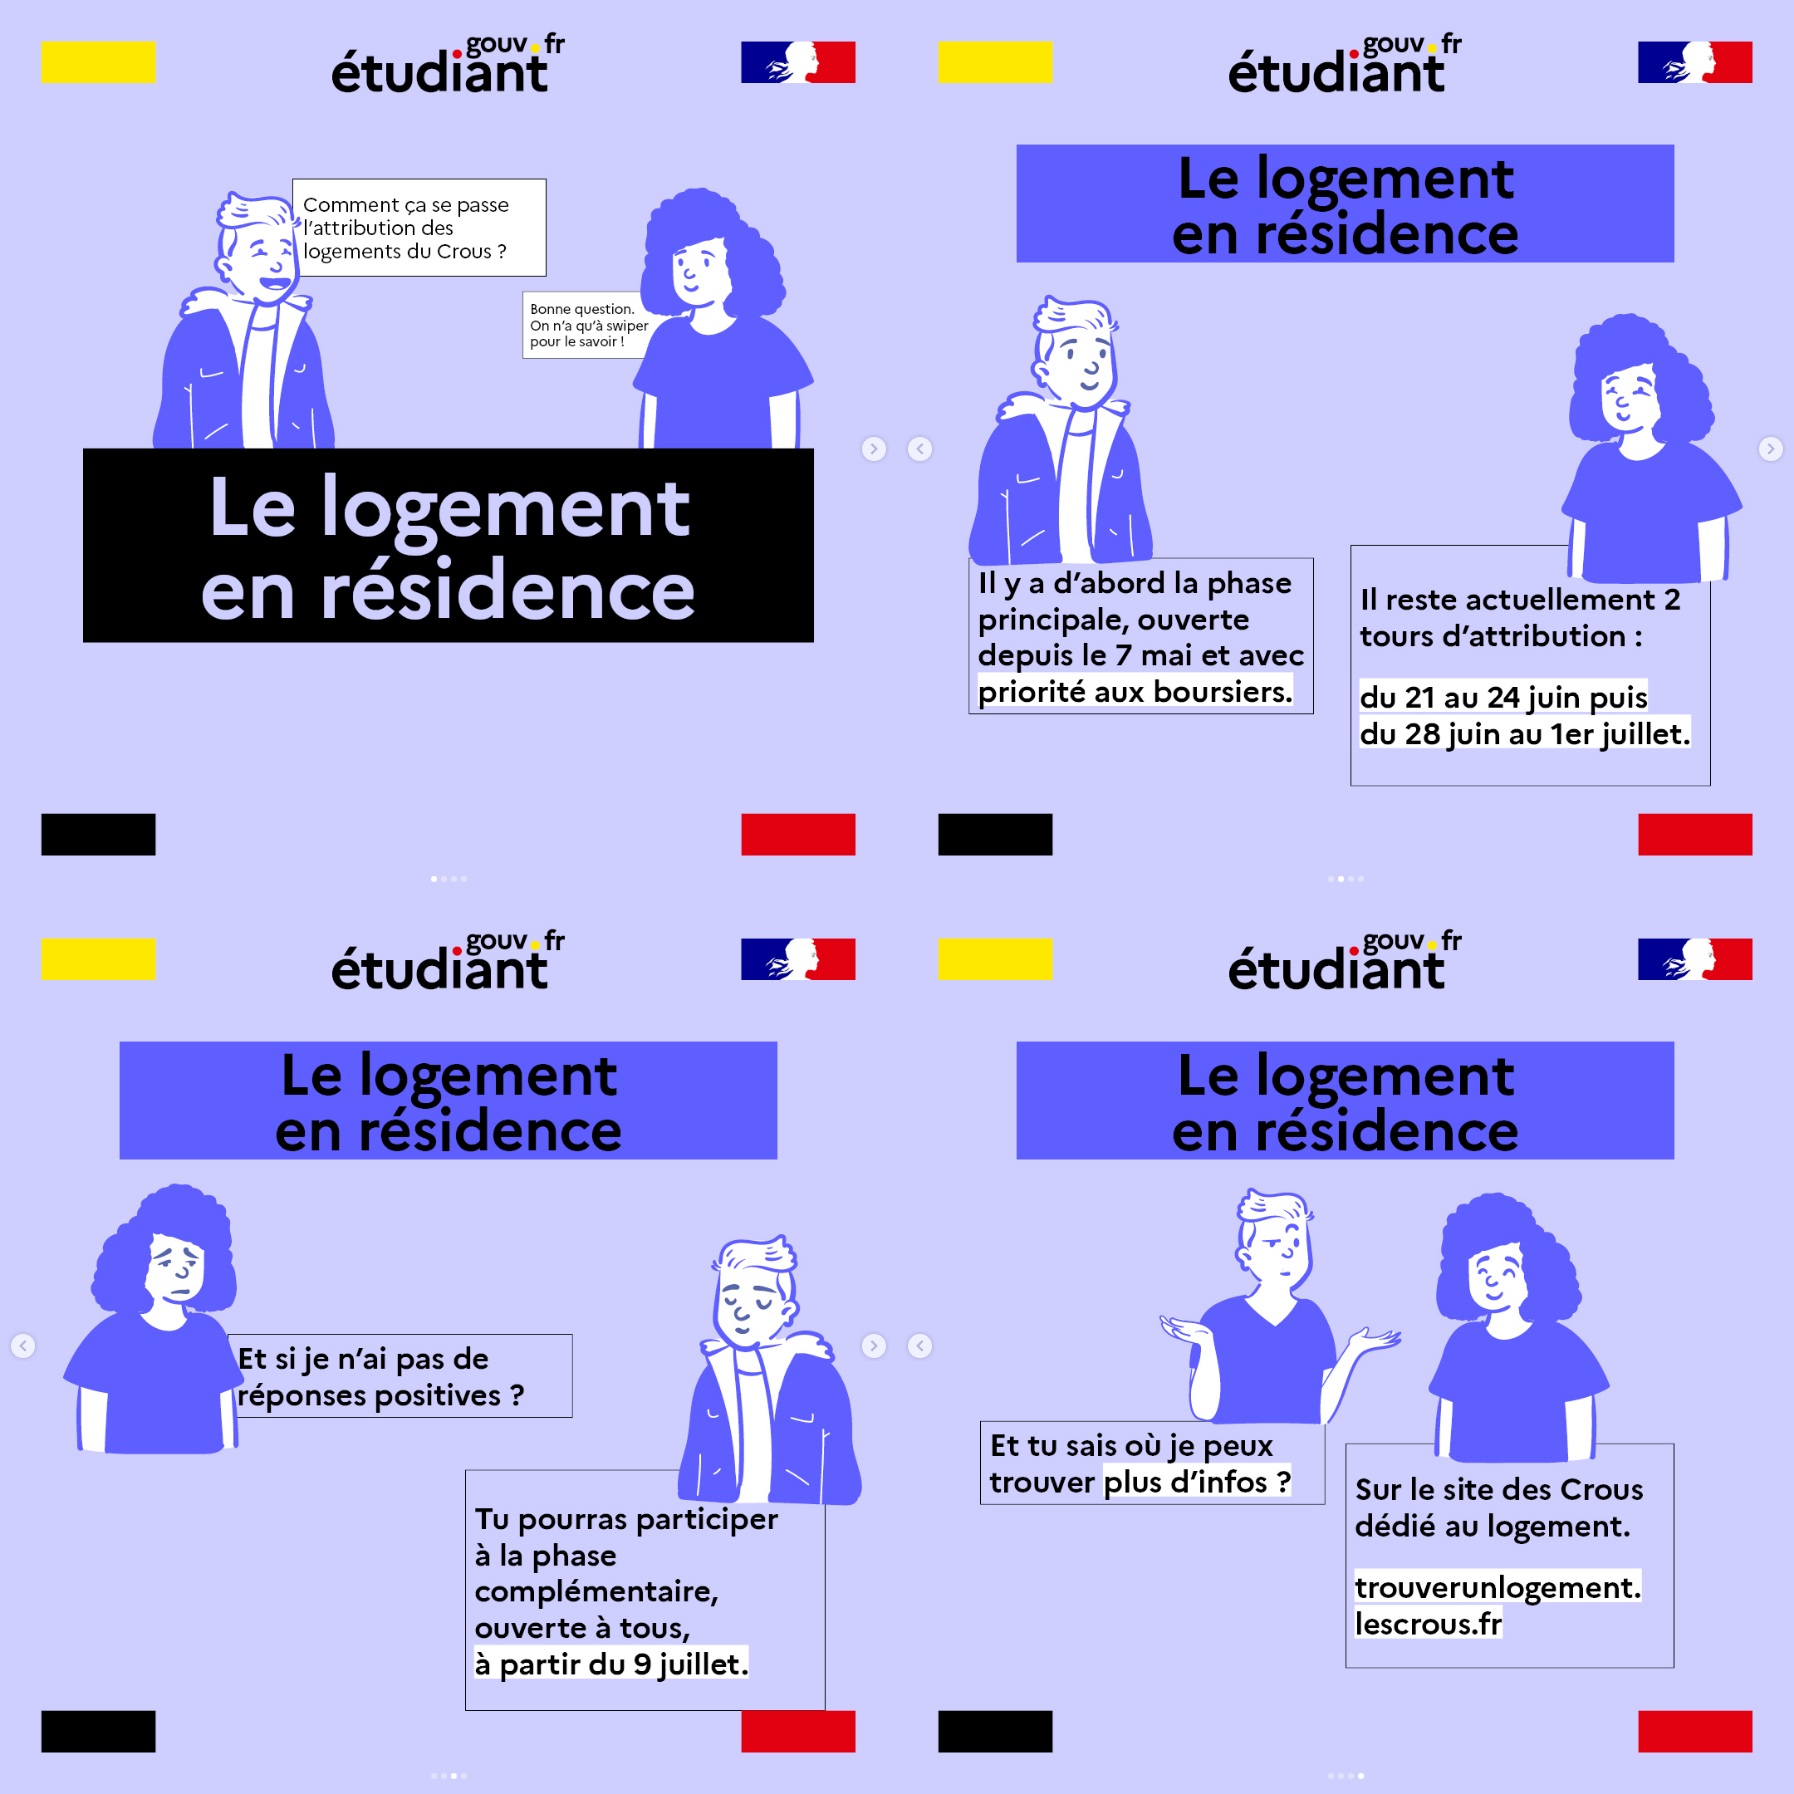 étudiant.gouv.fr
Comment ça se passe
l'attribution des
logements du Crous ?
Bonne question.
On n'a qu'à swiper
pour le savoir !
Le logement
en résidence
étudiant.gouv.fr
Le logement
en résidence
Il y a d'abord la phase
principale, ouverte
depuis le 7 mai et avec
priorité aux boursiers.
Il reste actuellement 2
tours d'attribution :
du 21 au 24 juin puis
du 28 juin au 1er juillet.
étudiant.gouv.fr
Le logement
en résidence
Et si je n'ai pas de
réponses positives ?
Tu pourras participer
à la phase
complémentaire,
ouverte à tous,
à partir du 9 juillet.
étudiant.gouv.fr
Le logement
en résidence
Et tu sais où je peux
trouver plus d'infos ?
Sur le site des Crous
dédié au logement.
trouverunlogement.
lescrous.fr